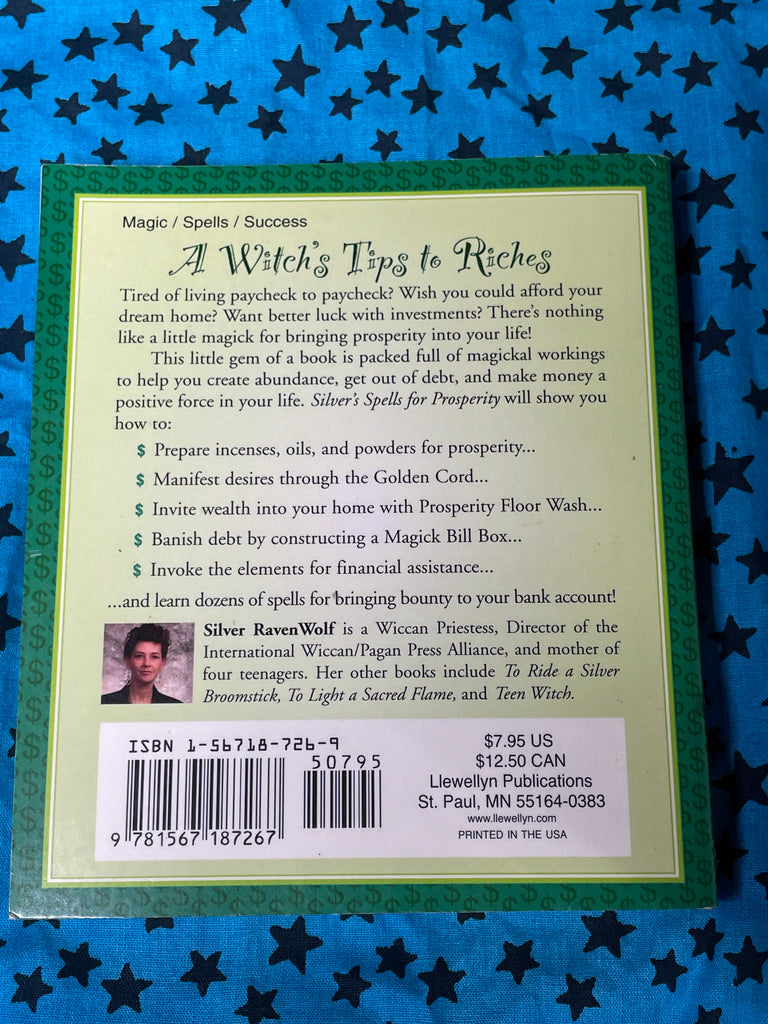 Magic / Spells / Success
A Witch's Tips to Riches
Tired of living paycheck to paycheck? Wish you could afford your
dream home? Want better luck with investments? There's nothing
like a little magick for bringing prosperity into your life!
This little gem of a book is packed full of magickal workings
to help you create abundance, get out of debt, and make money a
positive force in your life. Silver's Spells for Prosperity will show you
how to:
$ Prepare incenses, oils, and powders for prosperity...
$ Manifest desires through the Golden Cord...
$ Invite wealth into your home with Prosperity Floor Wash...
$ Banish debt by constructing a Magick Bill Box...
$ Invoke the elements for financial assistance...
...and learn dozens of spells for bringing bounty to your bank account!
Silver RavenWolf is a Wiccan Priestess, Director of the
International Wiccan/Pagan Press Alliance, and mother of
four teenagers. Her other books include To Ride a Silver
Broomstick, To Light a Sacred Flame, and Teen Witch.
ISBN 1-56718-726-9
50795
9 781567 187267
$7.95 US
$12.50 CAN
Llewellyn Publications
St. Paul, MN 55164-0383
www.llewellyn.com
PRINTED IN THE USA